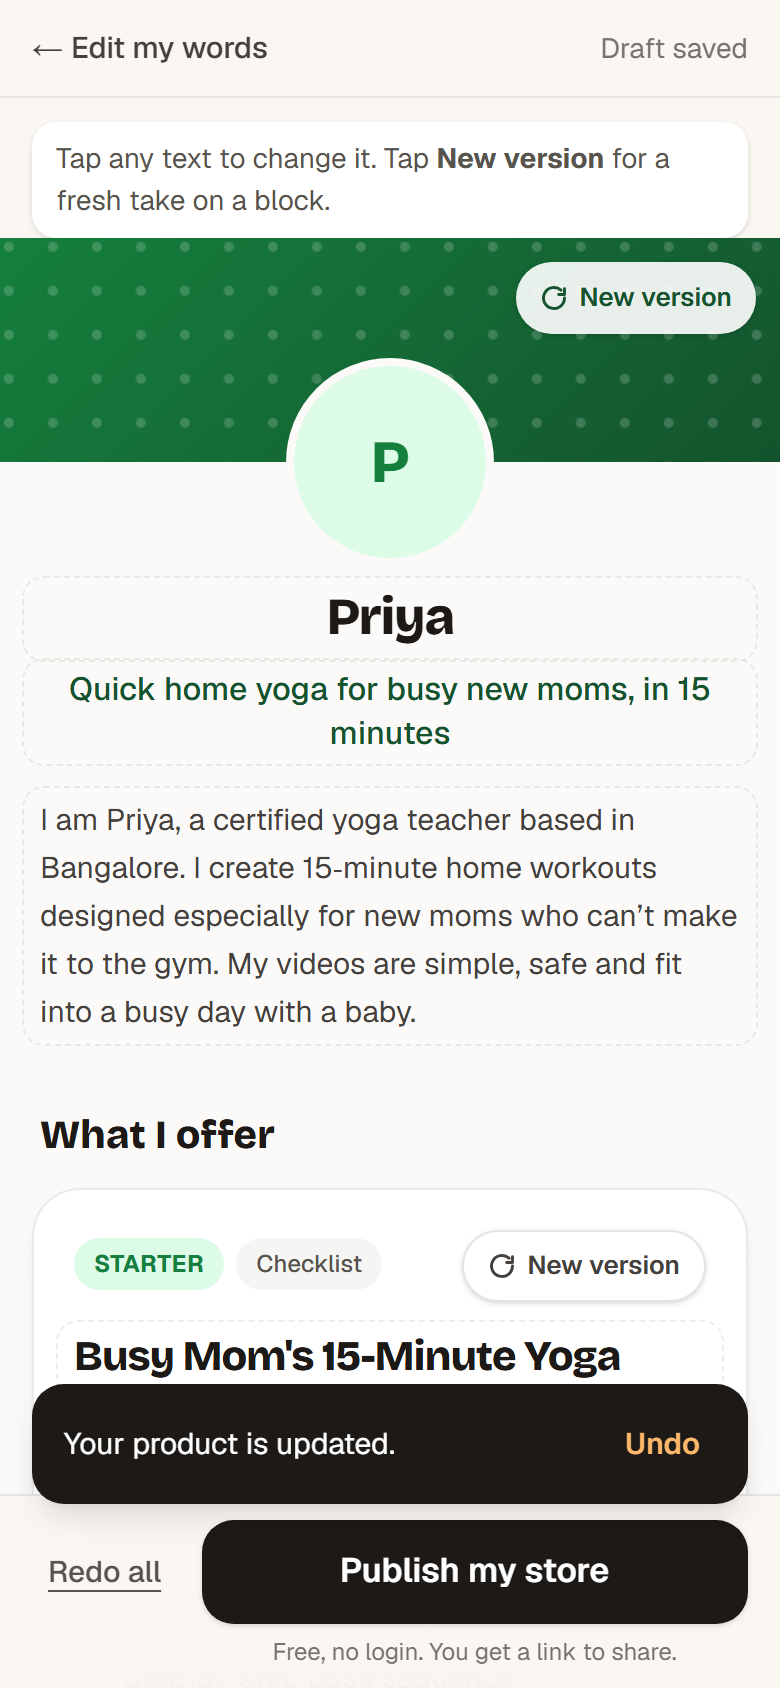 ← Edit my words
Draft saved
Tap any text to change it. Tap New version for a
fresh take on a block.
New version
P
Priya
Quick home yoga for busy new moms, in 15
minutes
I am Priya, a certified yoga teacher based in
Bangalore. I create 15-minute home workouts
designed especially for new moms who can’t make
it to the gym. My videos are simple, safe and fit
into a busy day with a baby.
What I offer
STARTER
Checklist
New version
Busy Mom's 15-Minute Yoga
Your product is updated.
Undo
Redo all
Publish my store
Free, no login. You get a link to share.
Step-by-step pose sequence